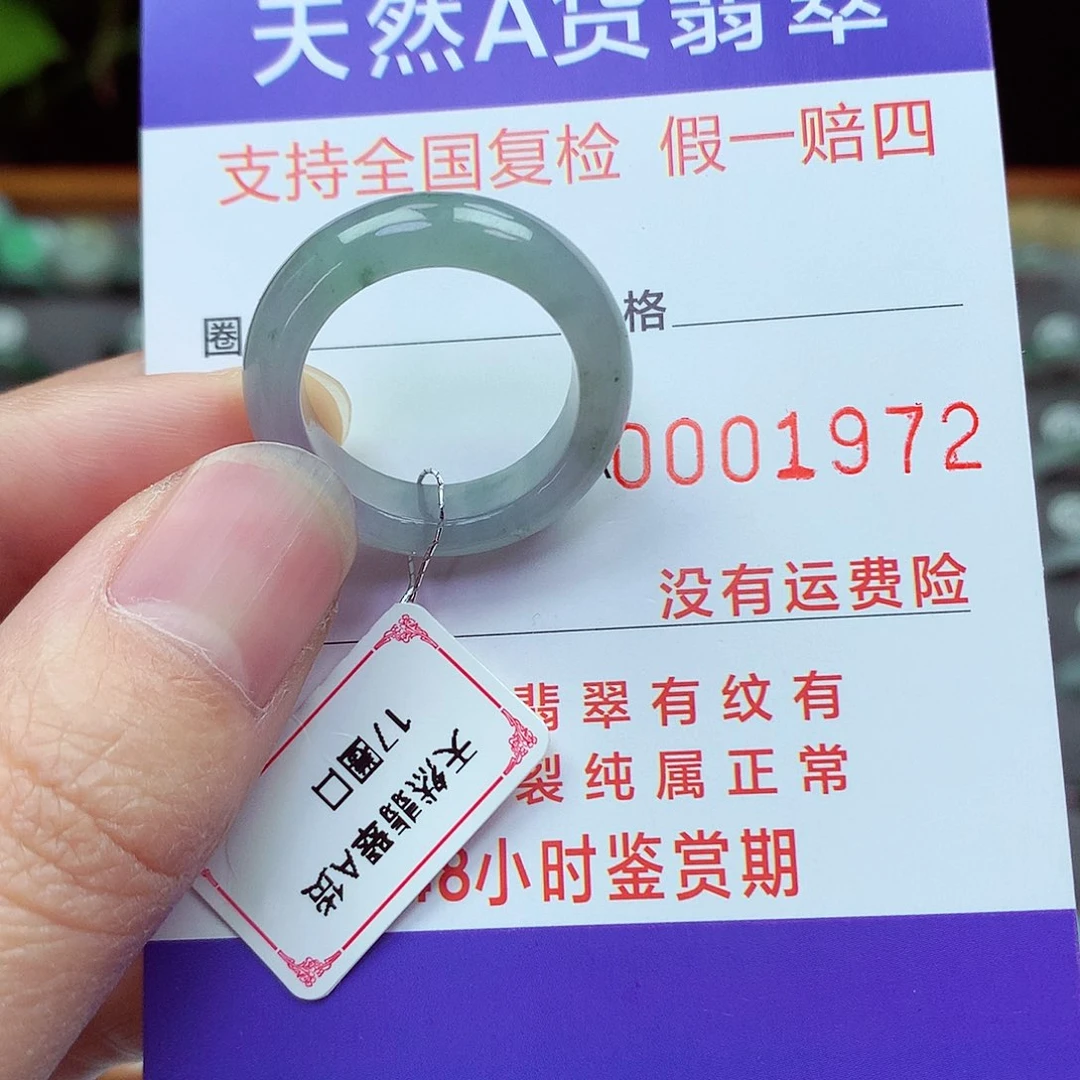 天然A货翡翠
支持全国复检 假一赔四
圈 格
0001972
没有运费险
翡翠有纹有
裂纯属正常
48小时鉴赏期
天然翡翠A货
17圈口